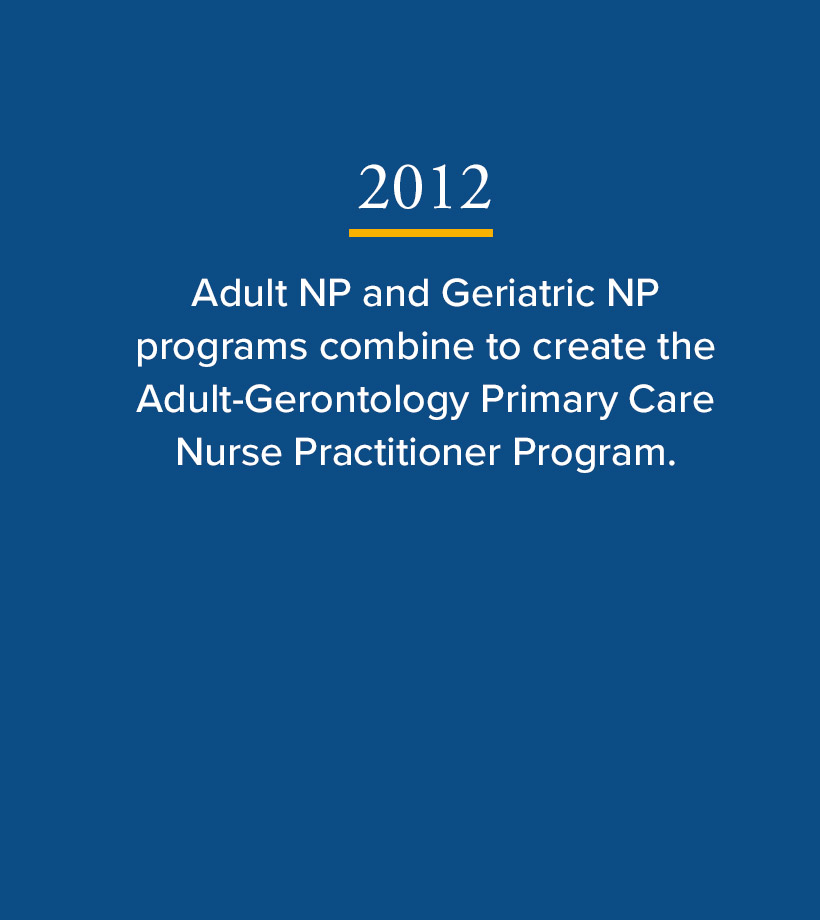 2012
Adult NP and Geriatric NP
programs combine to create the
Adult-Gerontology Primary Care
Nurse Practitioner Program.